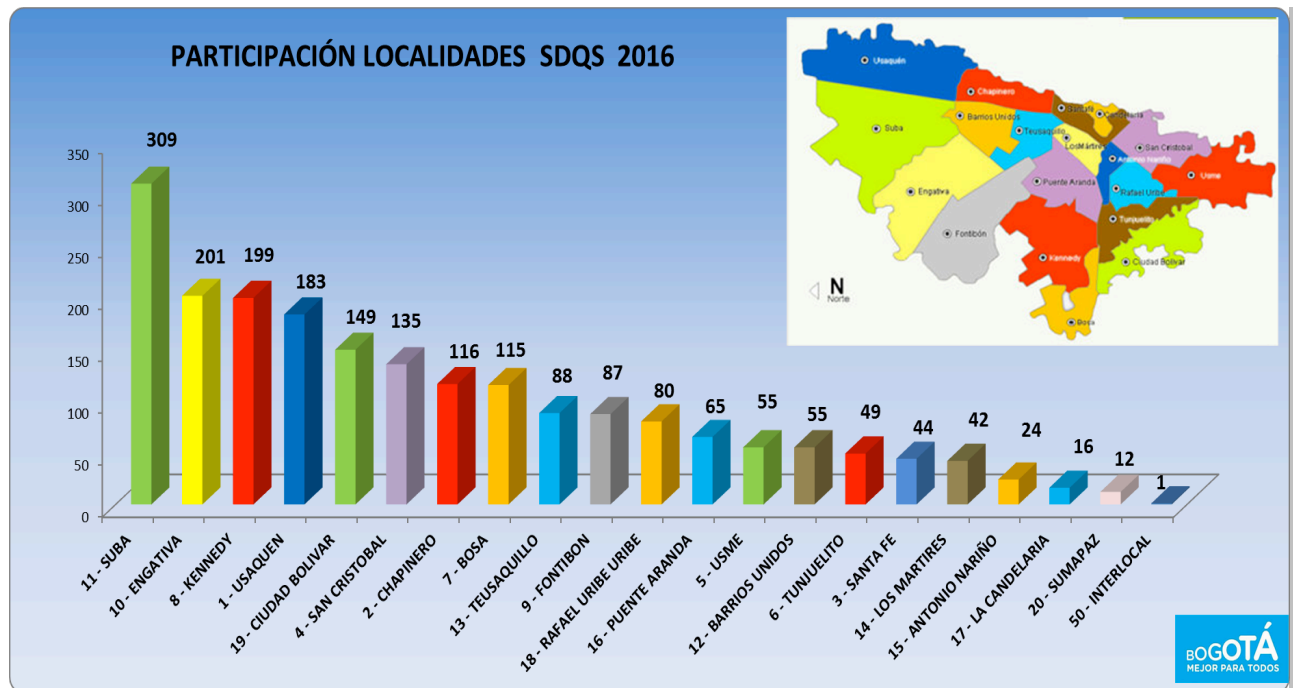 PARTICIPACIÓN LOCALIDADES SDQS 2016
Usaquén
Chapinero
Suba
Barrios Unidos
Teusaquillo
Candelaria
LosMártires
San Cristobal
Antonio Nariño
Usme
Engativa
Puente Aranda
Rafael Uribe
Fontibón
Tunjuelito
Kennedy
Ciudad Bolivar
Bosa
N
Norte
350
300
250
200
150
100
50
0
309
201
199
183
149
135
116
115
88
87
80
65
55
55
49
44
42
24
16
12
1
11 - SUBA
10 - ENGATIVA
8 - KENNEDY
1 - USAQUEN
19 - CIUDAD BOLIVAR
4 - SAN CRISTOBAL
2 - CHAPINERO
7 - BOSA
13 - TEUSAQUILLO
9 - FONTIBON
18 - RAFAEL URIBE URIBE
16 - PUENTE ARANDA
5 - USME
12 - BARRIOS UNIDOS
6 - TUNJUELITO
3 - SANTA FE
14 - LOS MARTIRES
15 - ANTONIO NARIÑO
17 - LA CANDELARIA
20 - SUMAPAZ
50 - INTERLOCAL
BOGOTÁ
MEJOR PARA TODOS